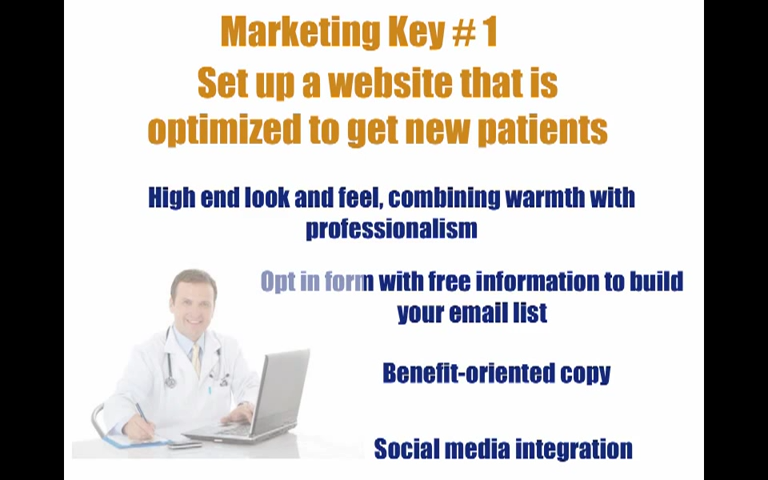 Marketing Key # 1
Set up a website that is
optimized to get new patients
High end look and feel, combining warmth with
professionalism
Opt in form with free information to build
your email list
Benefit-oriented copy
Social media integration